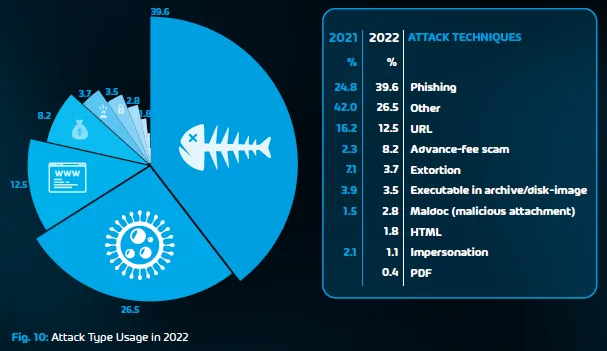 39.6
3.5
3.7
2.8
1.8
8.2
WWW
12.5
26.5
2021 2022 ATTACK TECHNIQUES
% %
24.8 39.6 Phishing
42.0 26.5 Other
16.2 12.5 URL
2.3 8.2 Advance-fee scam
7.1 3.7 Extortion
3.9 3.5 Executable in archive/disk-image
1.5 2.8 Maldoc (malicious attachment)
1.8 HTML
2.1 1.1 Impersonation
0.4 PDF
Fig. 10: Attack Type Usage in 2022